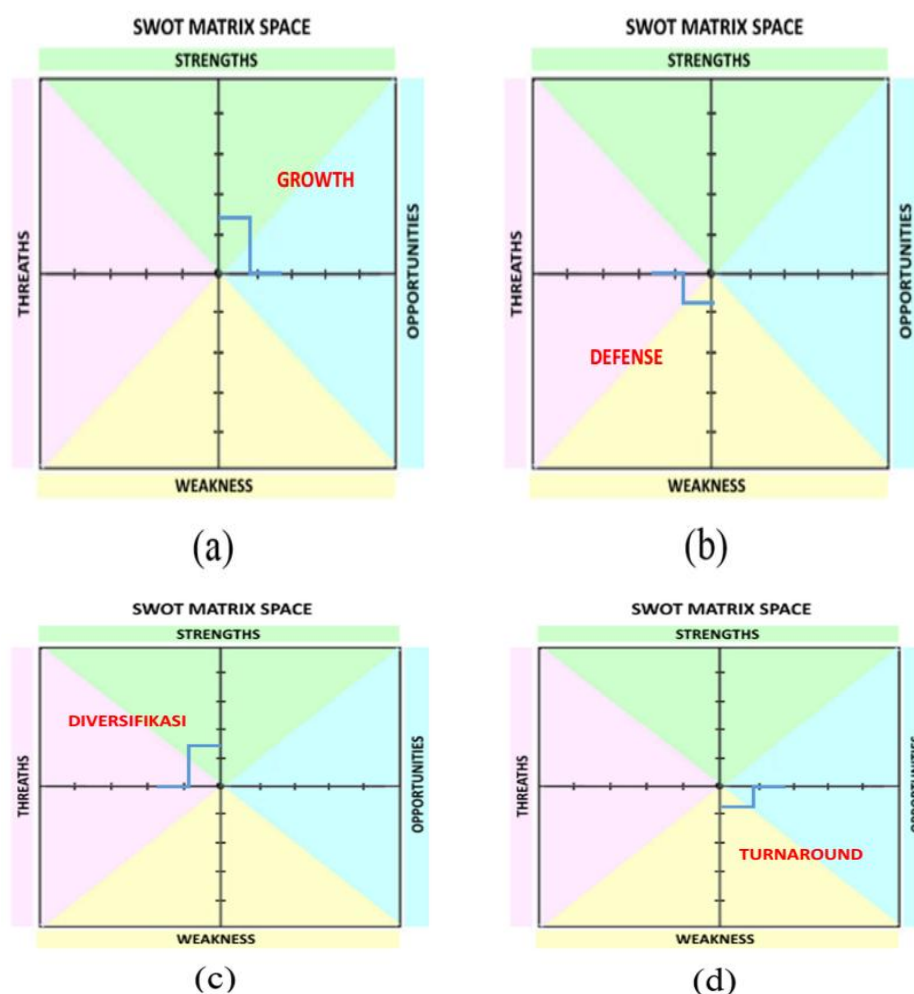 SWOT MATRIX SPACE
STRENGTHS
THREATHS
GROWTH
OPPORTUNITIES
WEAKNESS
(a)
SWOT MATRIX SPACE
STRENGTHS
THREATHS
DEFENSE
OPPORTUNITIES
WEAKNESS
(b)
SWOT MATRIX SPACE
STRENGTHS
THREATHS
DIVERSIFIKASI
OPPORTUNITIES
WEAKNESS
(c)
SWOT MATRIX SPACE
STRENGTHS
THREATHS
TURNAROUND
OPPORTUNITIES
WEAKNESS
(d)